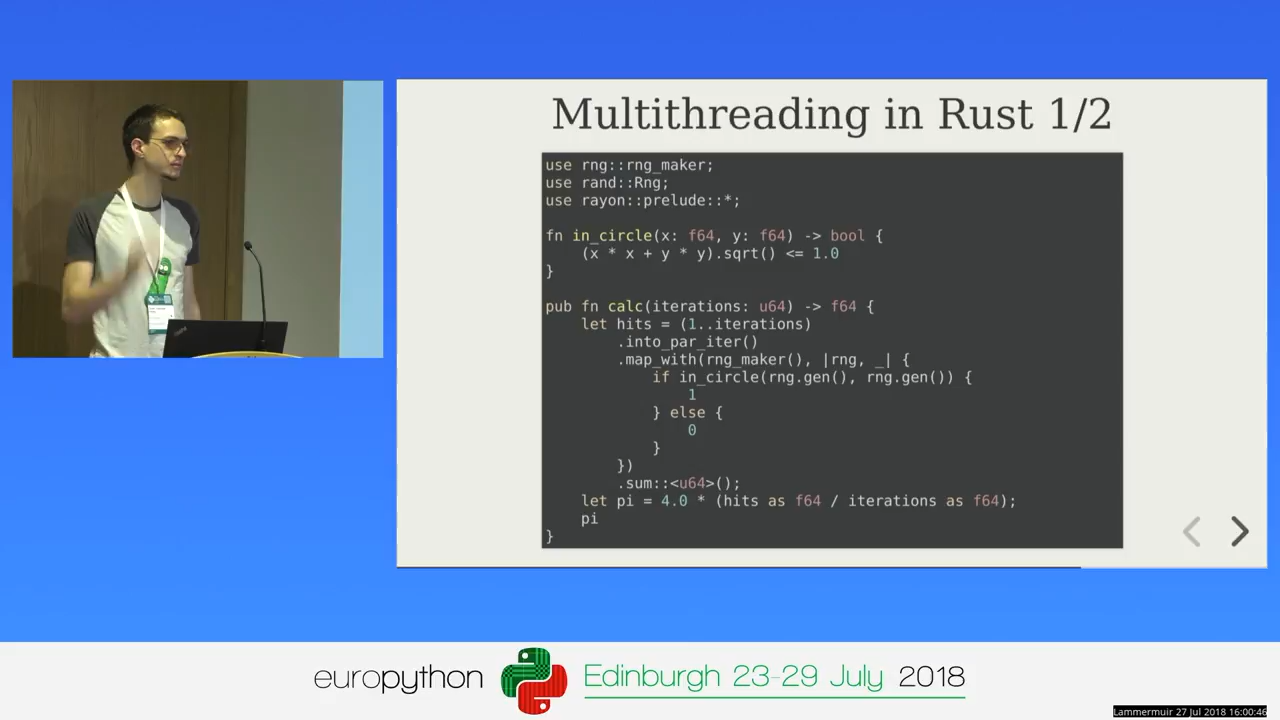 Multithreading in Rust 1/2
use rng::rng_maker;
use rand::Rng;
use rayon::prelude::*;
fn in_circle(x: f64, y: f64) -> bool {
(x * x + y * y).sqrt() <= 1.0
}
pub fn calc(iterations: u64) -> f64 {
let hits = (1..iterations)
.into_par_iter()
.map_with(rng_maker(), |rng, _| {
if in_circle(rng.gen(), rng.gen()) {
1
} else {
0
}
})
.sum::<u64>();
let pi = 4.0 * (hits as f64 / iterations as f64);
pi
}
europython
Edinburgh 23-29 July 2018
Lammermuir 27 Jul 2018 16:00:46